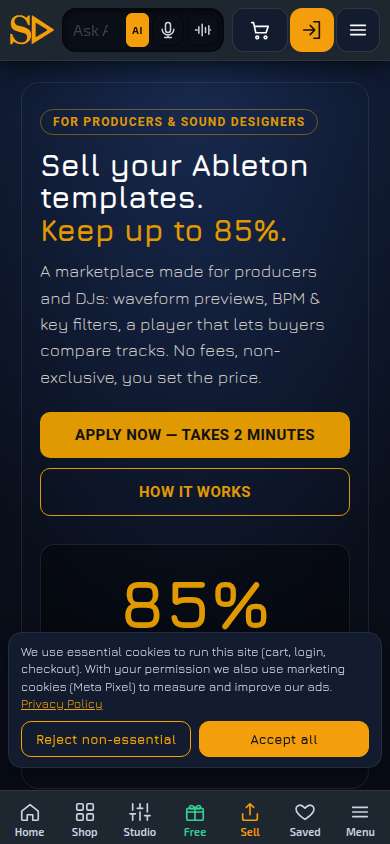 SD
Ask A
AI
FOR PRODUCERS & SOUND DESIGNERS
Sell your Ableton
templates.
Keep up to 85%.
A marketplace made for producers
and DJs: waveform previews, BPM &
key filters, a player that lets buyers
compare tracks. No fees, non-
exclusive, you set the price.
APPLY NOW — TAKES 2 MINUTES
HOW IT WORKS
85%
We use essential cookies to run this site (cart, login,
checkout). With your permission we also use marketing
cookies (Meta Pixel) to measure and improve our ads.
Privacy Policy
Reject non-essential
Accept all
Home
Shop
Studio
Free
Sell
Saved
Menu